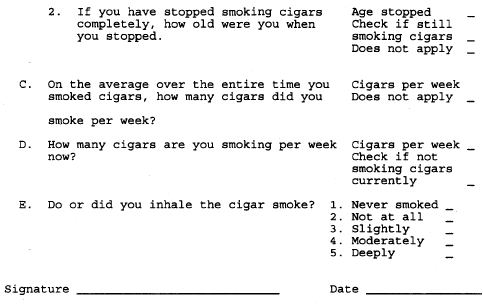 2. If you have stopped smoking cigars Age stopped _
completely, how old were you when Check if still
you stopped. smoking cigars _
Does not apply _
C. On the average over the entire time you Cigars per week
smoked cigars, how many cigars did you Does not apply _
smoke per week?
D. How many cigars are you smoking per week Cigars per week _
now? Check if not
smoking cigars
currently _
E. Do or did you inhale the cigar smoke? 1. Never smoked _
2. Not at all _
3. Slightly _
4. Moderately _
5. Deeply _
Signature ____________________________ Date ________________